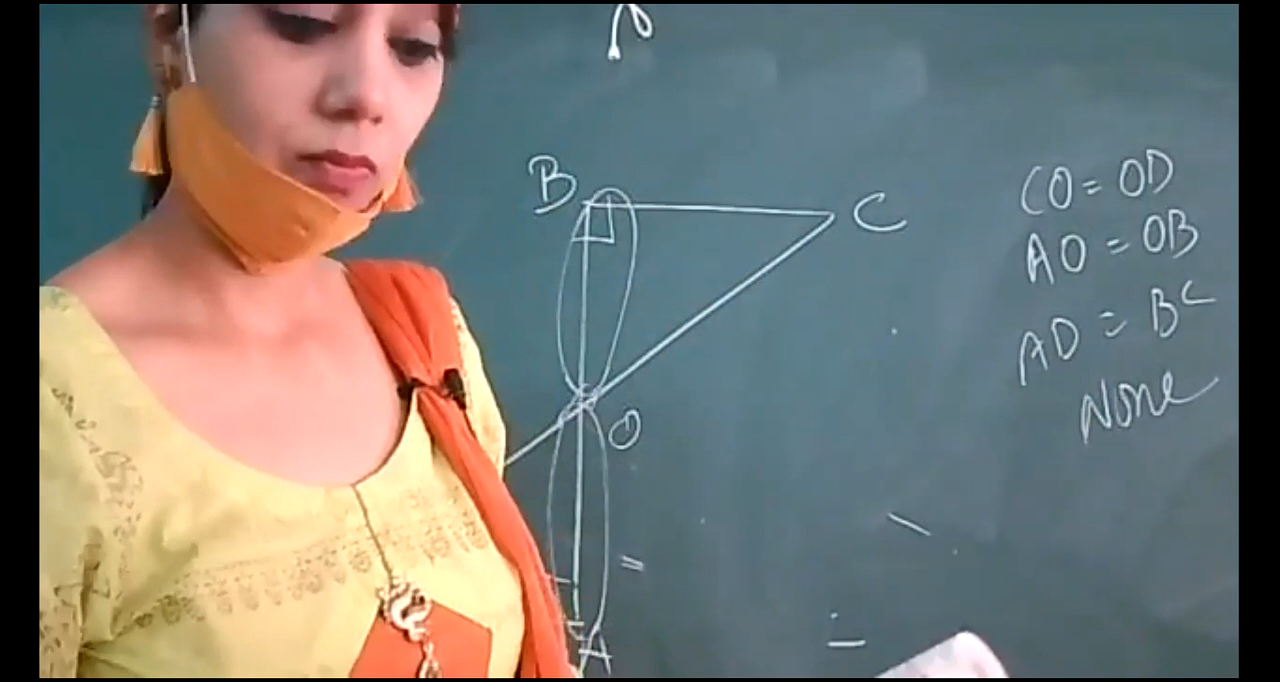 B
C
O
A
CO = OD
AO = OB
AD = BC
None